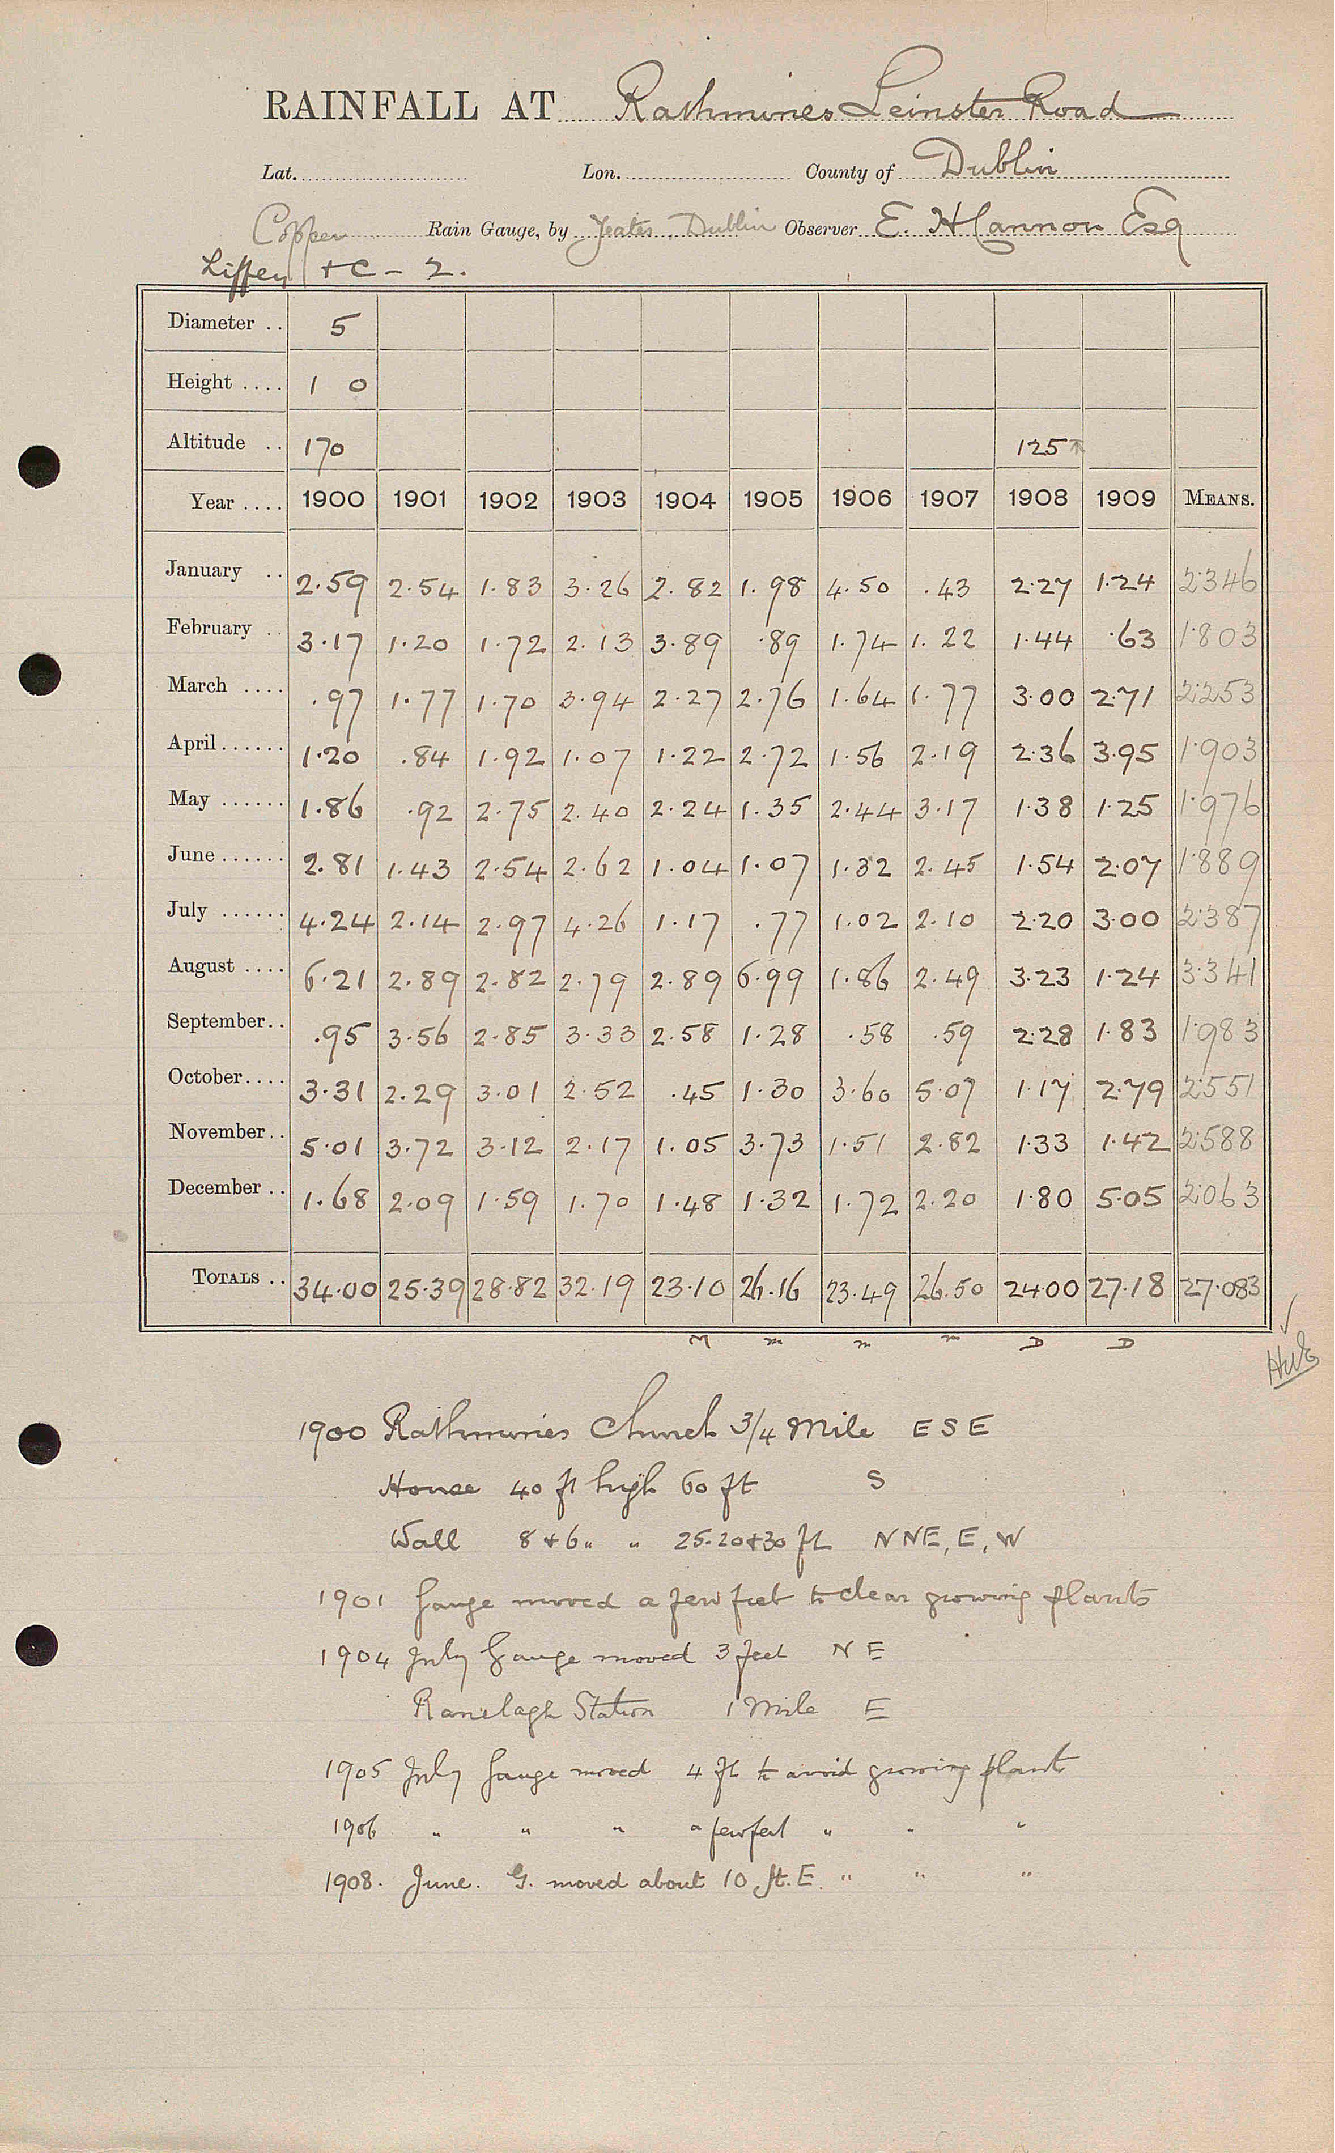 RAINFALL AT Rathmines Leinster Road
Lat. Lon. County of Dublin
Copper Rain Gauge, by Yeates, Dublin Observer E. H Cannon Esq
Liffey + C - 2.
Diameter .. 5
Height .... 1 0
Altitude .. 170 125
Year .... 1900 1901 1902 1903 1904 1905 1906 1907 1908 1909 MEANS.
January .. 2.59 2.54 1.83 3.26 2.82 1.98 4.50 .43 2.27 1.24 2.346
February .. 3.17 1.20 1.72 2.13 3.89 .89 1.74 1.22 1.44 .63 1.803
March .... .97 1.77 1.70 3.94 2.27 2.76 1.64 1.77 3.00 2.71 2.253
April ...... 1.20 .84 1.92 1.07 1.22 2.72 1.56 2.19 2.36 3.95 1.903
May ...... 1.86 .92 2.75 2.40 2.24 1.35 2.44 3.17 1.38 1.25 1.976
June ...... 2.81 1.43 2.54 2.62 1.04 1.07 1.32 2.45 1.54 2.07 1.889
July ...... 4.24 2.14 2.97 4.26 1.17 .77 1.02 2.10 2.20 3.00 2.387
August .... 6.21 2.89 2.82 2.79 2.89 6.99 1.86 2.49 3.23 1.24 3.341
September.. .95 3.56 2.85 3.33 2.58 1.28 .58 .59 2.28 1.83 1.983
October.... 3.31 2.29 3.01 2.52 .45 1.30 3.60 5.07 1.17 2.79 2.551
November.. 5.01 3.72 3.12 2.17 1.05 3.73 1.51 2.82 1.33 1.42 2.588
December .. 1.68 2.09 1.59 1.70 1.48 1.32 1.72 2.20 1.80 5.05 2.063
TOTALS .. 34.00 25.39 28.82 32.19 23.10 26.16 23.49 26.50 24.00 27.18 27.083
M m m m D D
1900 Rathmines Church 3/4 Mile ESE
House 40 ft high 60 ft S
Wall 8 + 6 " " 25.20+30 ft NNE, E, W
1901 Gauge moved a few feet to clear growing plants
1904 July Gauge moved 3 feet NE
Ranelagh Station 1 Mile E
1905 July Gauge moved 4 ft to avoid growing plants
1906 " " " a few feet " " "
1908. June. G. moved about 10 ft. E. " " "